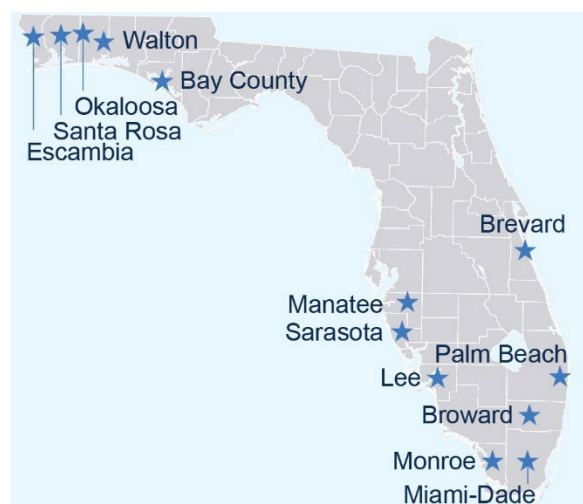 Walton
Bay County
Okaloosa
Santa Rosa
Escambia
Brevard
Manatee
Sarasota
Palm Beach
Lee
Broward
Monroe
Miami-Dade